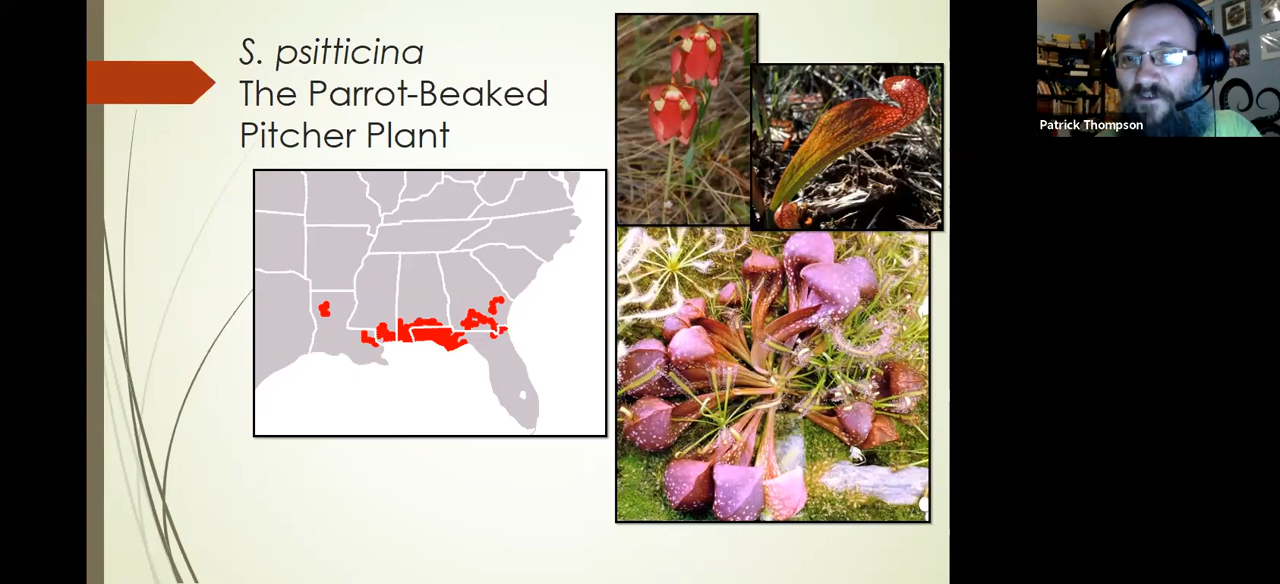 S. psitticina
The Parrot-Beaked
Pitcher Plant
Patrick Thompson